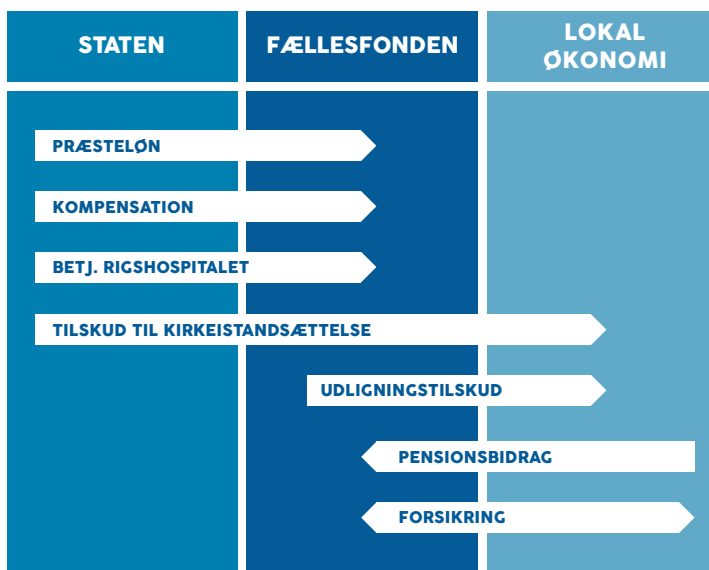 STATEN
FÆLLESFONDEN
LOKAL
ØKONOMI
PRÆSTELØN
KOMPENSATION
BETJ. RIGSHOSPITALET
TILSKUD TIL KIRKEISTANDSÆTTELSE
UDLIGNINGSTILSKUD
PENSIONSBIDRAG
FORSIKRING